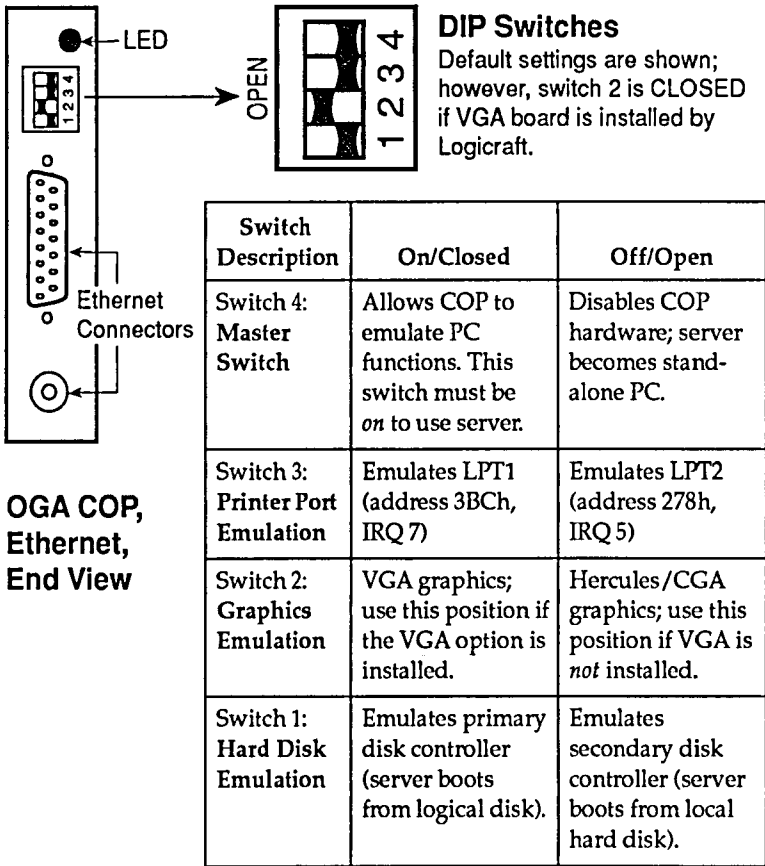 LED
1 2 3 4
OPEN
1 2 3 4
DIP Switches
Default settings are shown;
however, switch 2 is CLOSED
if VGA board is installed by
Logicraft.
Ethernet
Connectors
OGA COP,
Ethernet,
End View
Switch
Description
On/Closed
Off/Open
Switch 4:
Master
Switch
Allows COP to
emulate PC
functions. This
switch must be
on to use server.
Disables COP
hardware; server
becomes stand-
alone PC.
Switch 3:
Printer Port
Emulation
Emulates LPT1
(address 3BCh,
IRQ 7)
Emulates LPT2
(address 278h,
IRQ 5)
Switch 2:
Graphics
Emulation
VGA graphics;
use this position if
the VGA option is
installed.
Hercules/CGA
graphics; use this
position if VGA is
not installed.
Switch 1:
Hard Disk
Emulation
Emulates primary
disk controller
(server boots
from logical disk).
Emulates
secondary disk
controller (server
boots from local
hard disk).